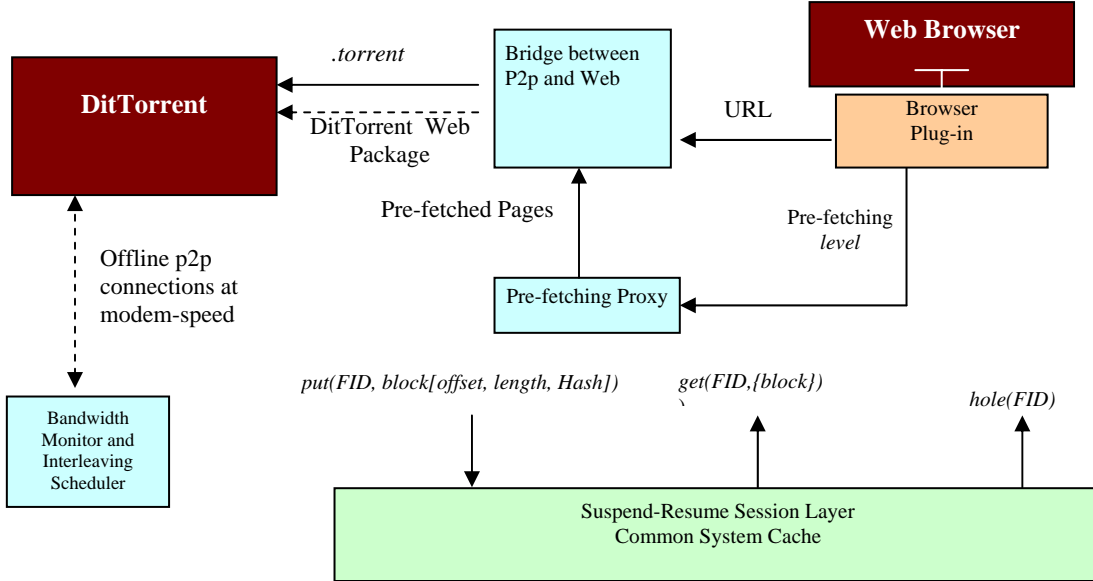 Web Browser
Bridge between
P2p and Web
.torrent
DitTorrent
DitTorrent Web
Package
URL
Browser
Plug-in
Pre-fetched Pages
Pre-fetching
level
Offline p2p
connections at
modem-speed
Pre-fetching Proxy
put(FID, block[offset, length, Hash])
get(FID,{block})
)
hole(FID)
Bandwidth
Monitor and
Interleaving
Scheduler
Suspend-Resume Session Layer
Common System Cache